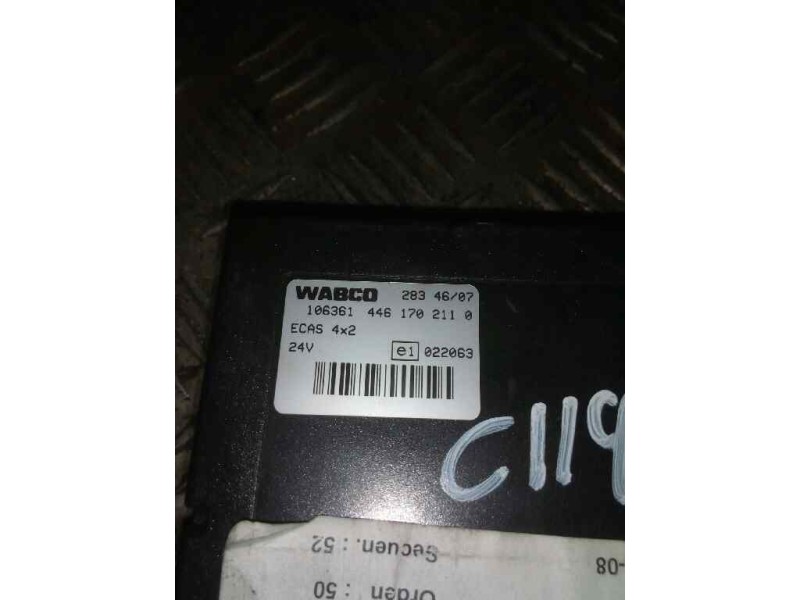 WABCO 283 46/07
106361 446 170 211 0
ECAS 4x2
24V e1 022063
C119
Secuen.: 52
-08
Orden : 50